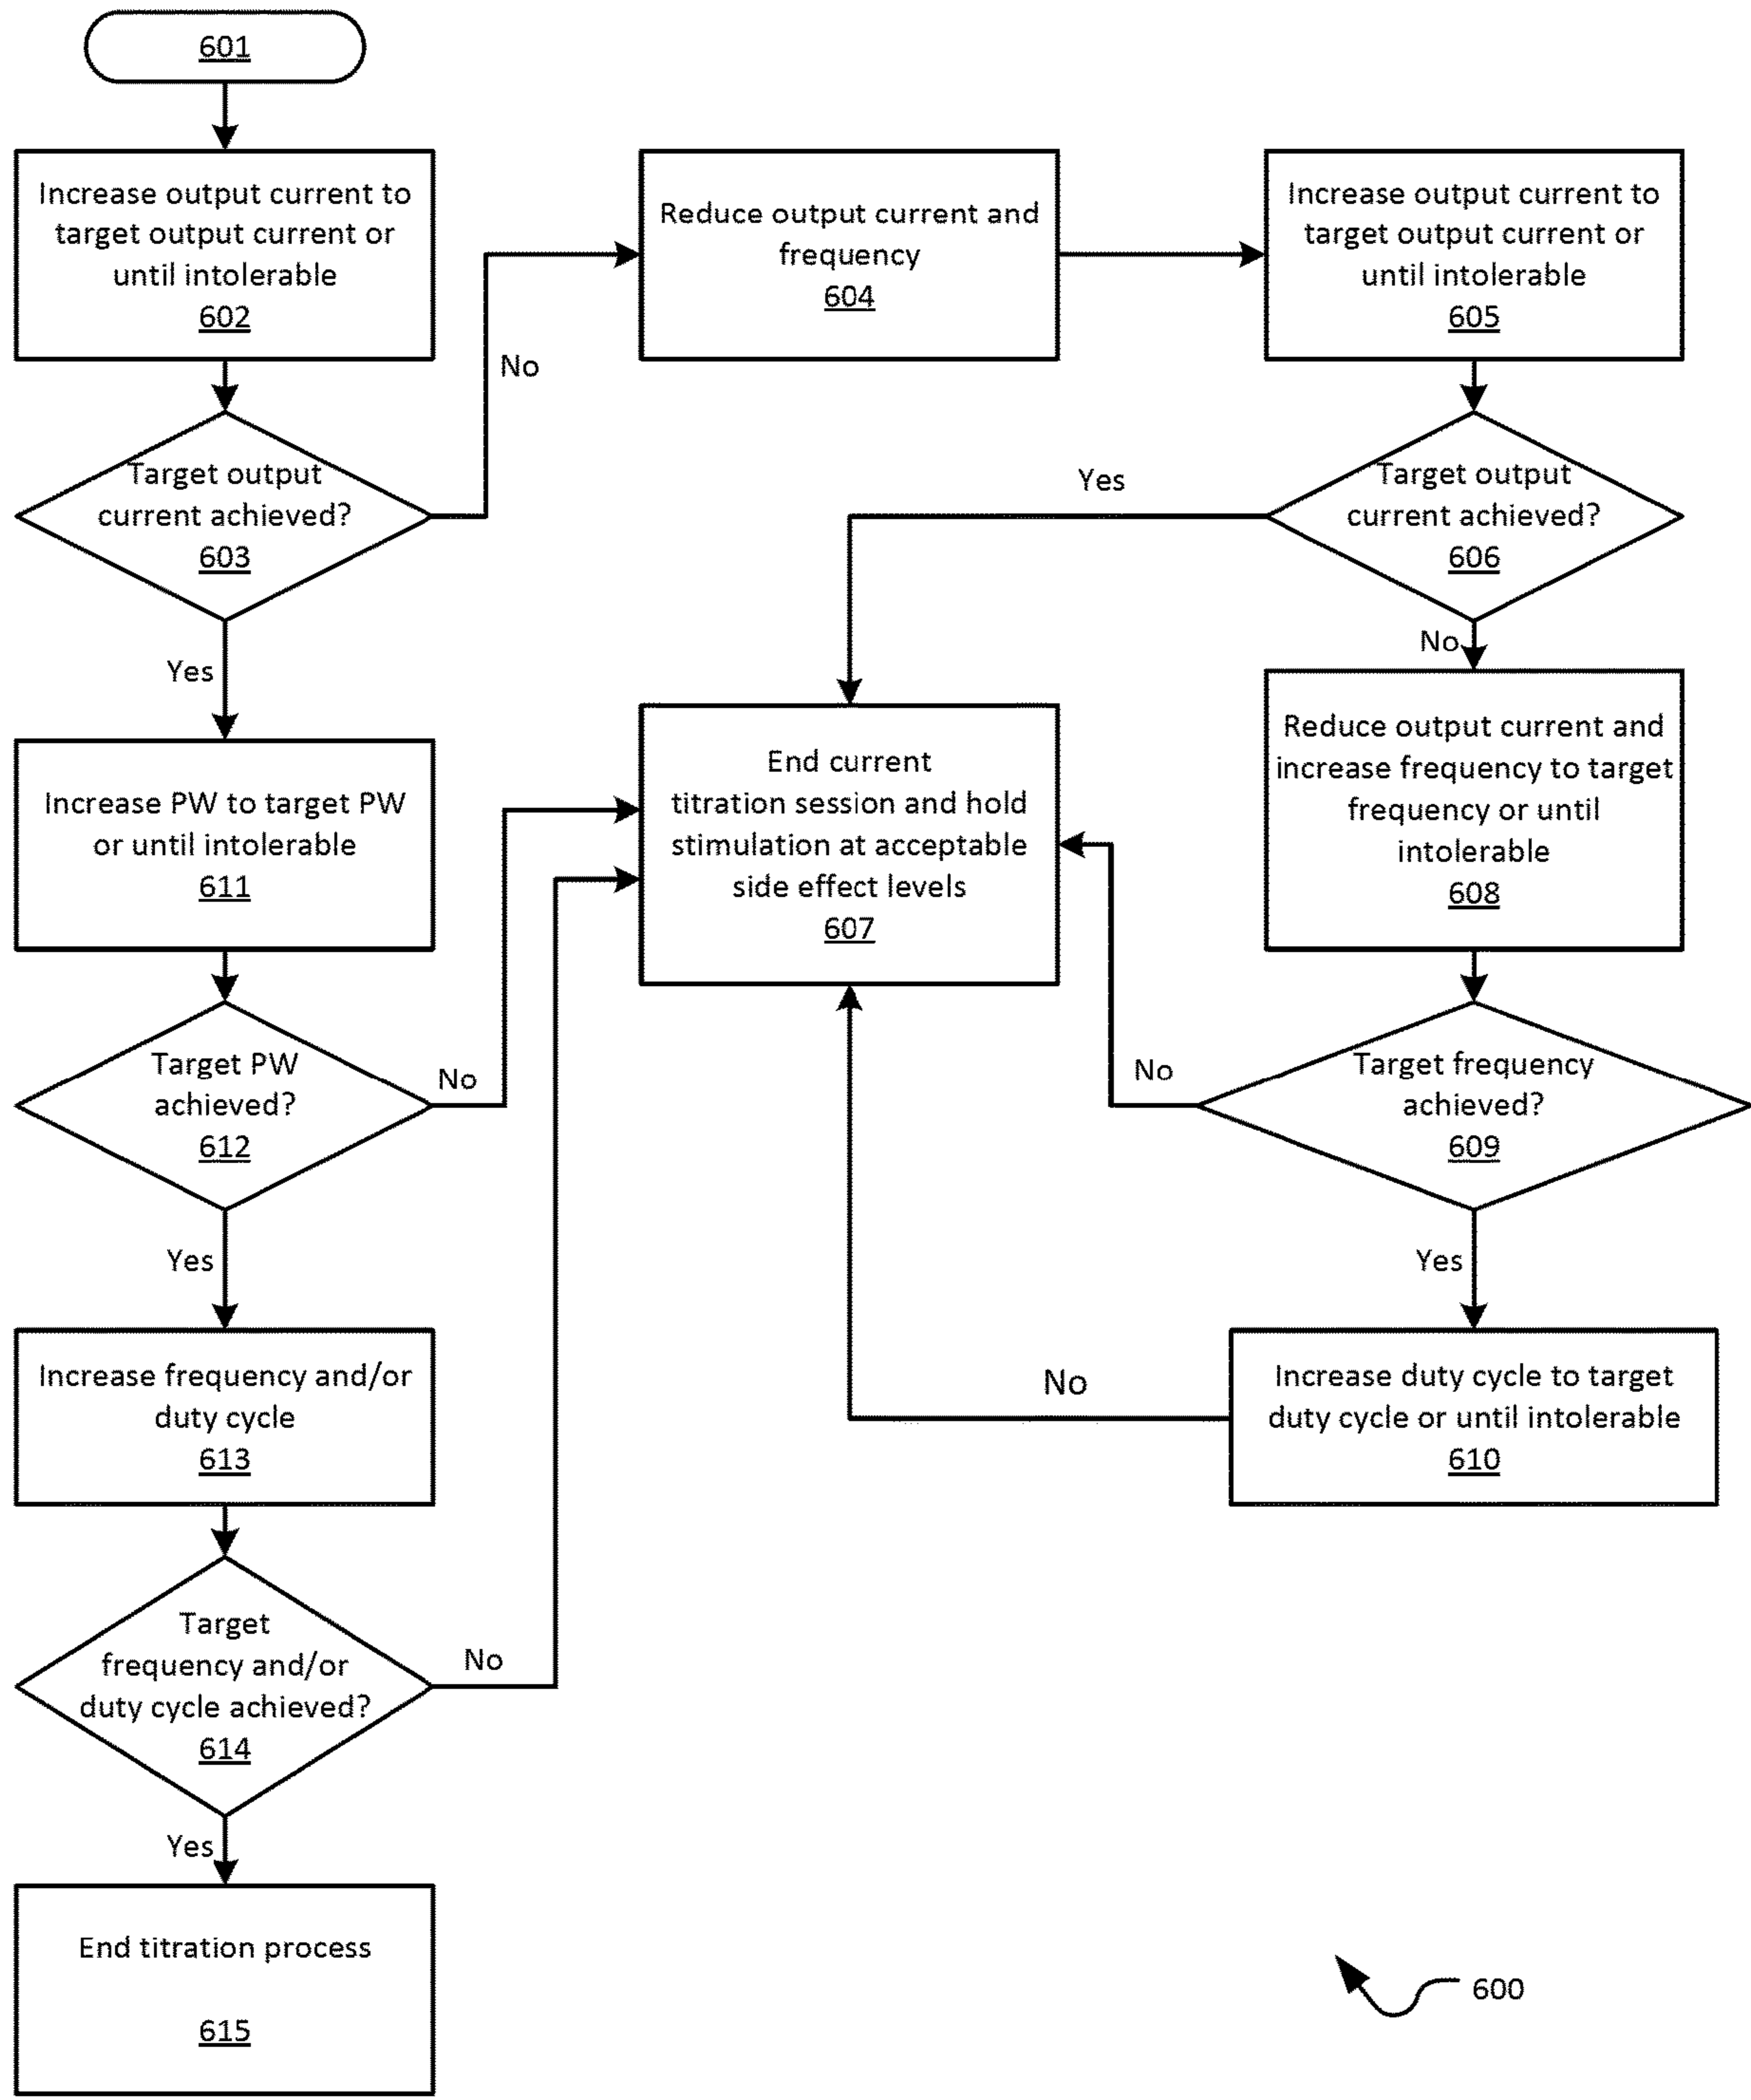 601
Increase output current to
target output current or
until intolerable
602
Target output
current achieved?
603
No
Yes
Reduce output current and
frequency
604
Increase output current to
target output current or
until intolerable
605
Target output
current achieved?
606
Yes
No
End current
titration session and hold
stimulation at acceptable
side effect levels
607
Reduce output current and
increase frequency to target
frequency or until
intolerable
608
Target frequency
achieved?
609
No
Yes
Increase duty cycle to target
duty cycle or until intolerable
610
No
Increase PW to target PW
or until intolerable
611
Target PW
achieved?
612
No
Yes
Increase frequency and/or
duty cycle
613
Target
frequency and/or
duty cycle achieved?
614
No
Yes
End titration process
615
600